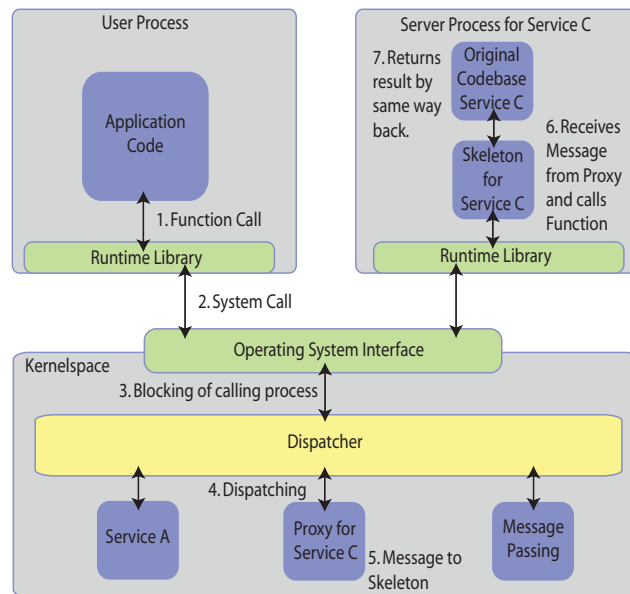 User Process
Application
Code
1. Function Call
Runtime Library
2. System Call
Server Process for Service C
7. Returns
result by
same way
back.
Original
Codebase
Service C
Skeleton
for
Service C
6. Receives
Message
from Proxy
and calls
Function
Runtime Library
Operating System Interface
Kernelspace
3. Blocking of calling process
Dispatcher
4. Dispatching
Service A
Proxy for
Service C
5. Message to
Skeleton
Message
Passing